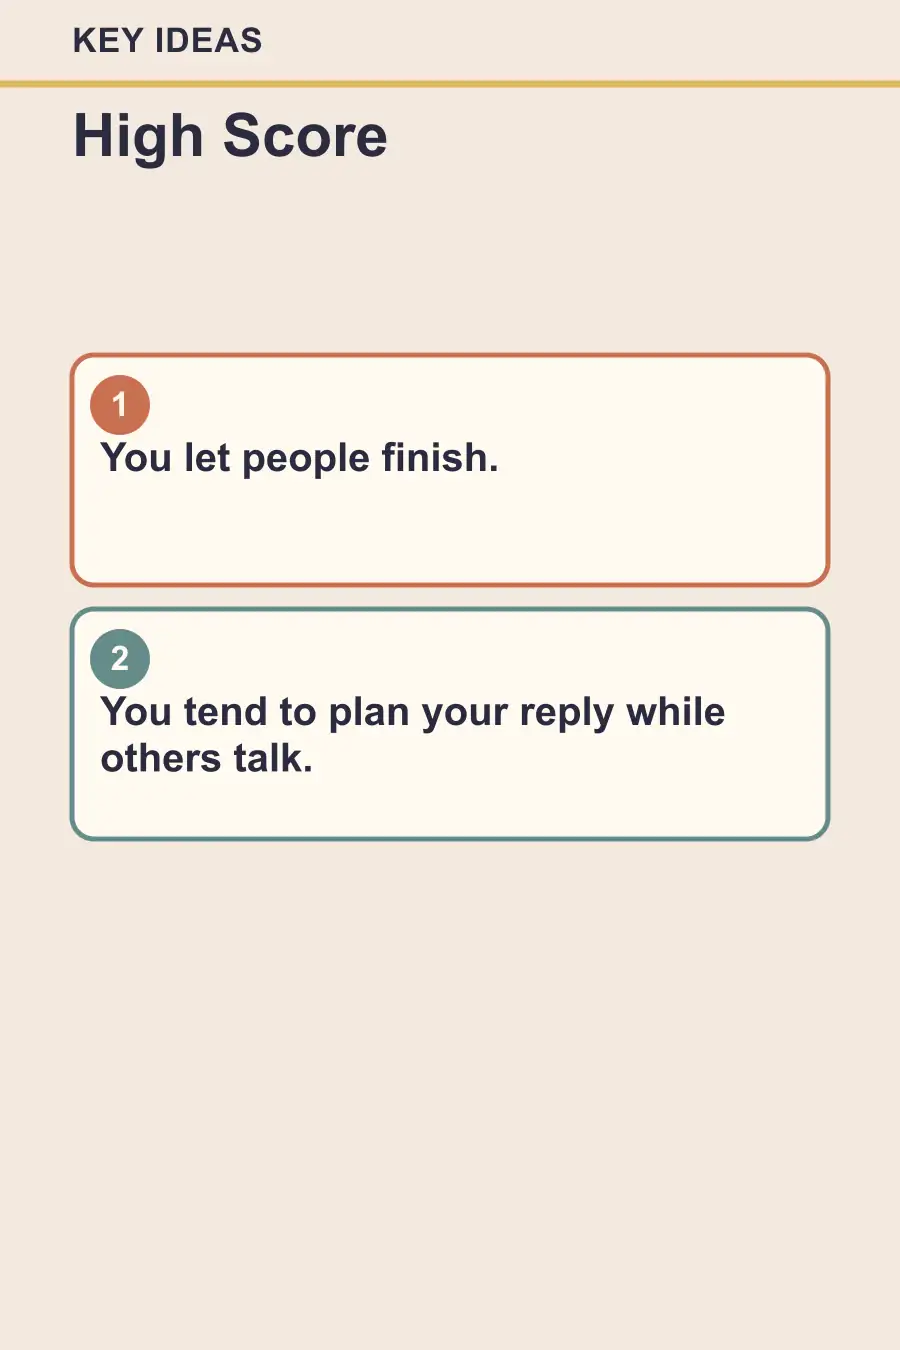 KEY IDEAS
High Score
1
You let people finish.
2
You tend to plan your reply while
others talk.